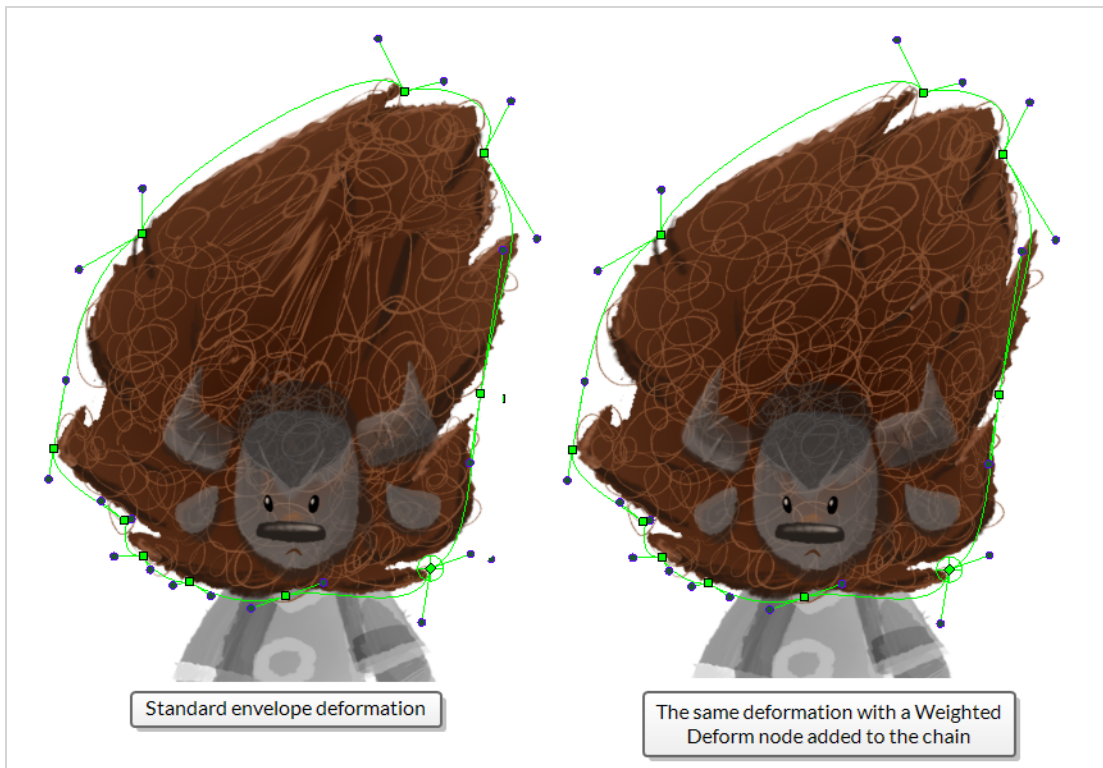 Standard envelope deformation
The same deformation with a Weighted
Deform node added to the chain